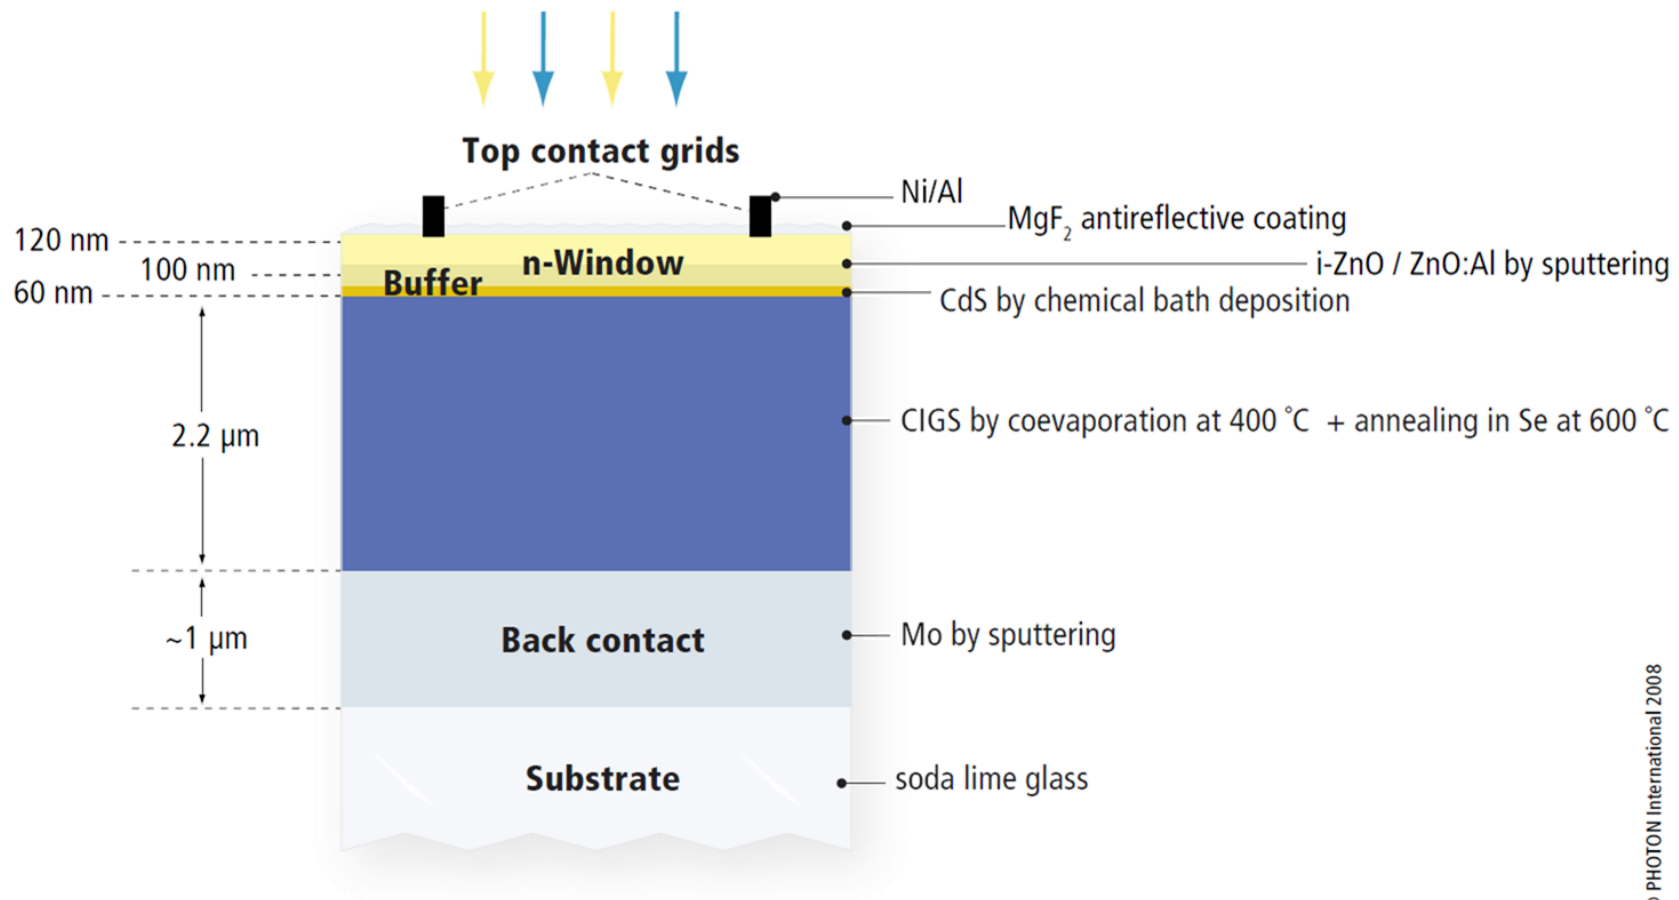 Top contact grids
Ni/Al
MgF2 antireflective coating
120 nm
n-Window
i-ZnO / ZnO:Al by sputtering
100 nm
Buffer
60 nm
CdS by chemical bath deposition
2.2 µm
CIGS by coevaporation at 400 °C + annealing in Se at 600 °C
~1 µm
Back contact
Mo by sputtering
Substrate
soda lime glass
PHOTON International 2008